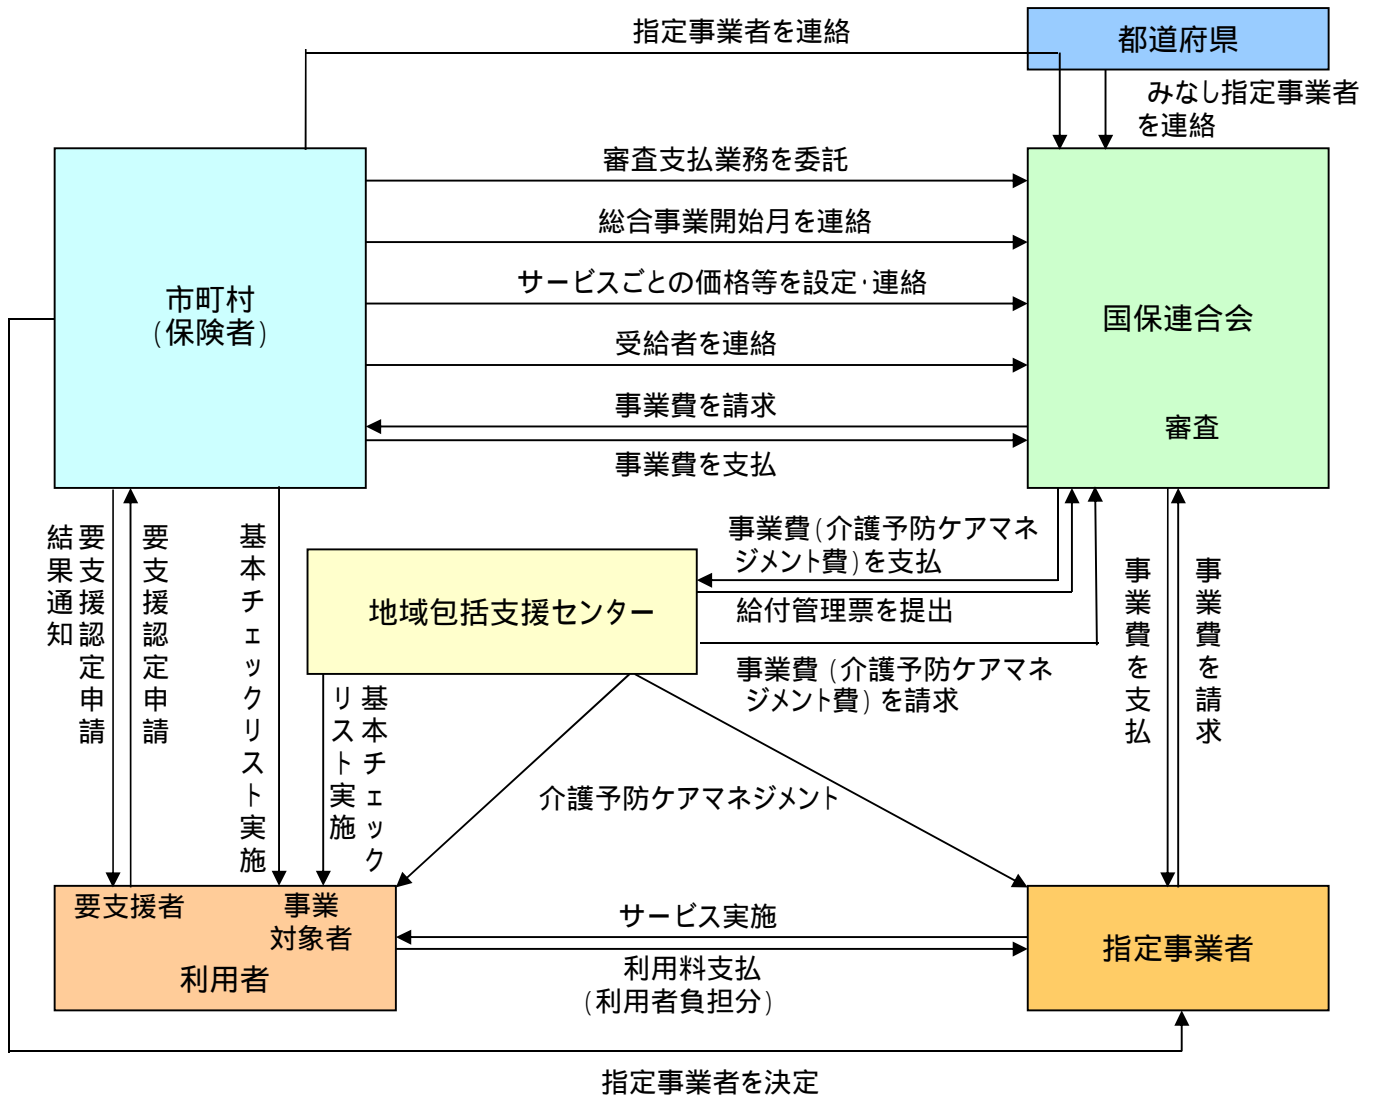 指定事業者を連絡
都道府県
みなし指定事業者
を連絡
審査支払業務を委託
総合事業開始月を連絡
サービスごとの価格等を設定・連絡
市町村
(保険者)
国保連合会
受給者を連絡
事業費を請求
審査
事業費を支払
要支援認定申請
結果通知
要支援認定申請
基本チェックリスト実施
事業費(介護予防ケアマネ
ジメント費)を支払
地域包括支援センター
給付管理票を提出
事業費(介護予防ケアマネ
ジメント費)を請求
事業費を支払
事業費を請求
基本チェック
リスト実施
介護予防ケアマネジメント
要支援者
事業
対象者
利用者
サービス実施
利用料支払
(利用者負担分)
指定事業者
指定事業者を決定